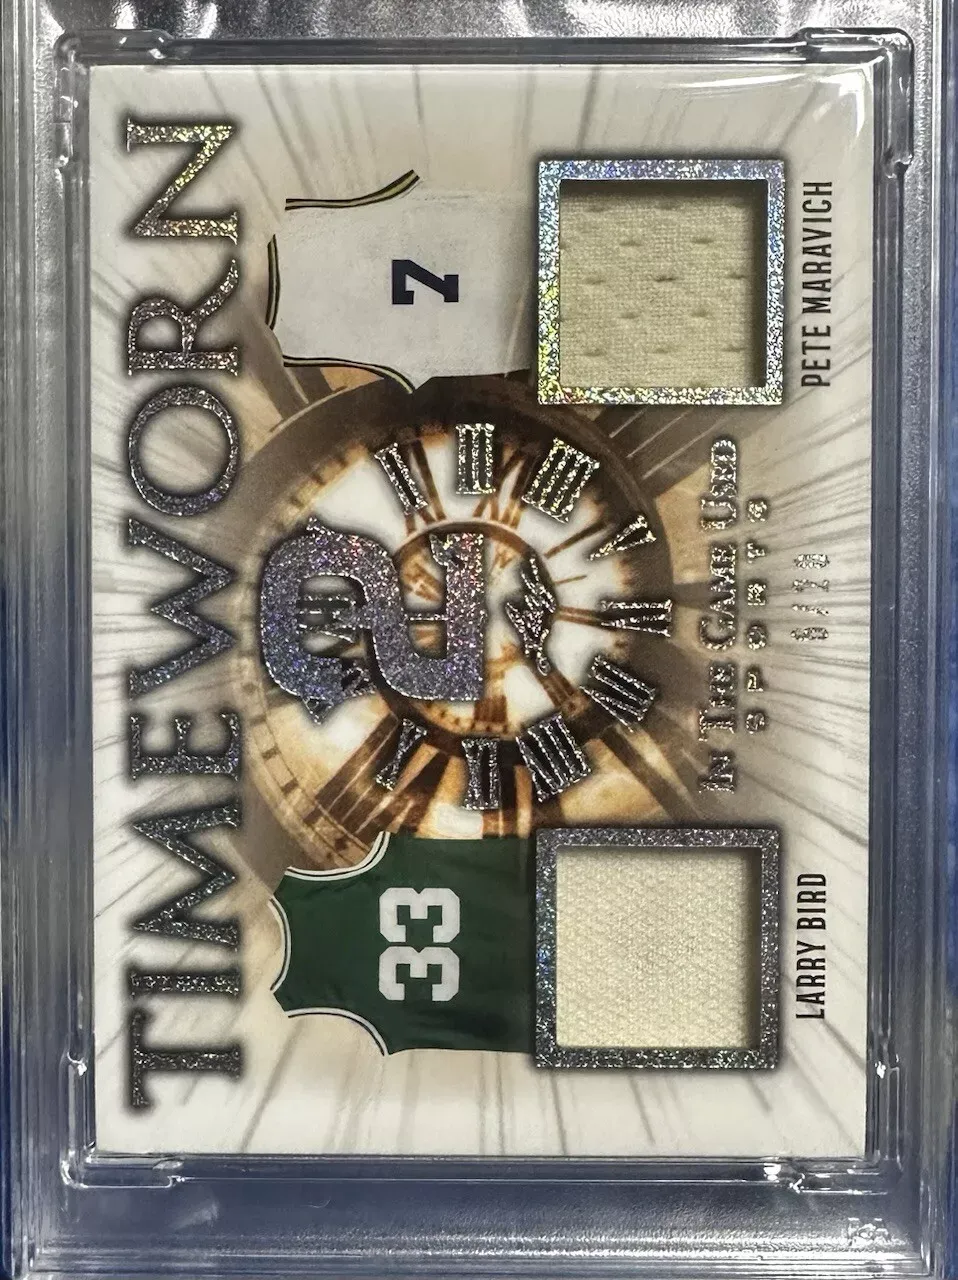 TIMEWORN
33
7
LARRY BIRD
IN THE GAME USED
SPORTS
PETE MARAVICH